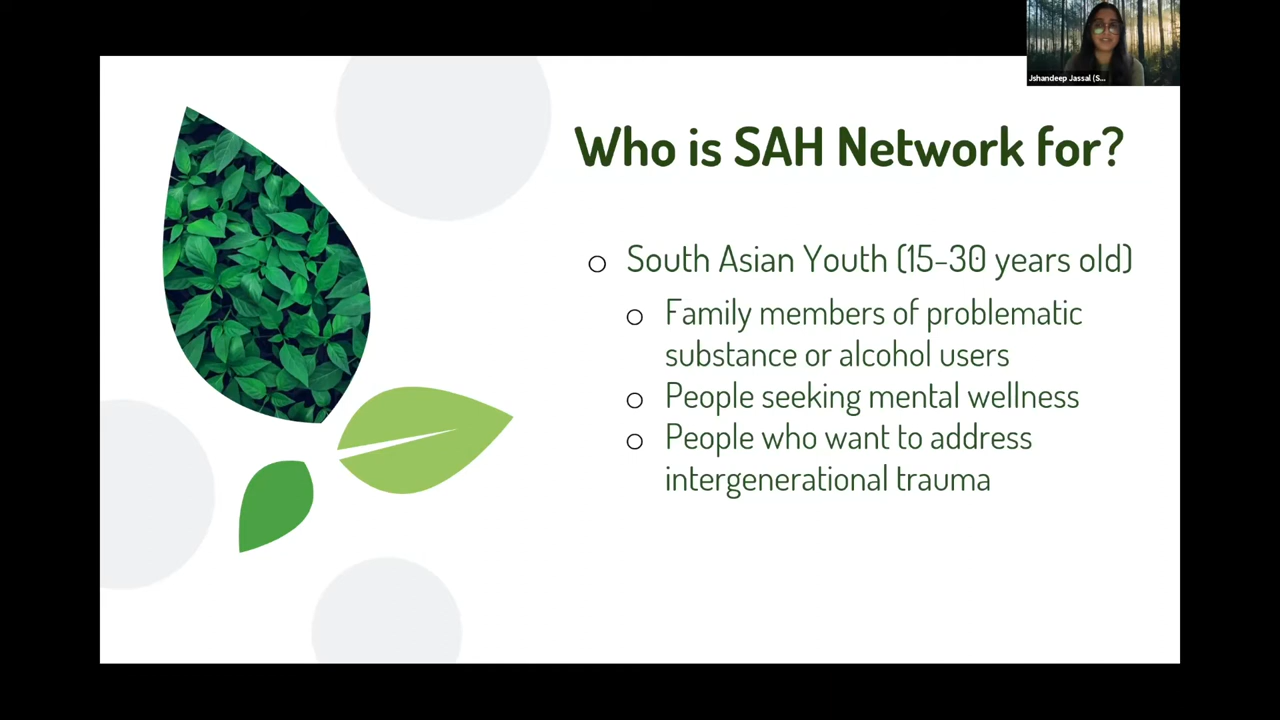 Jshandeep Jassal (S...
Who is SAH Network for?
South Asian Youth (15-30 years old)
Family members of problematic
substance or alcohol users
People seeking mental wellness
People who want to address
intergenerational trauma